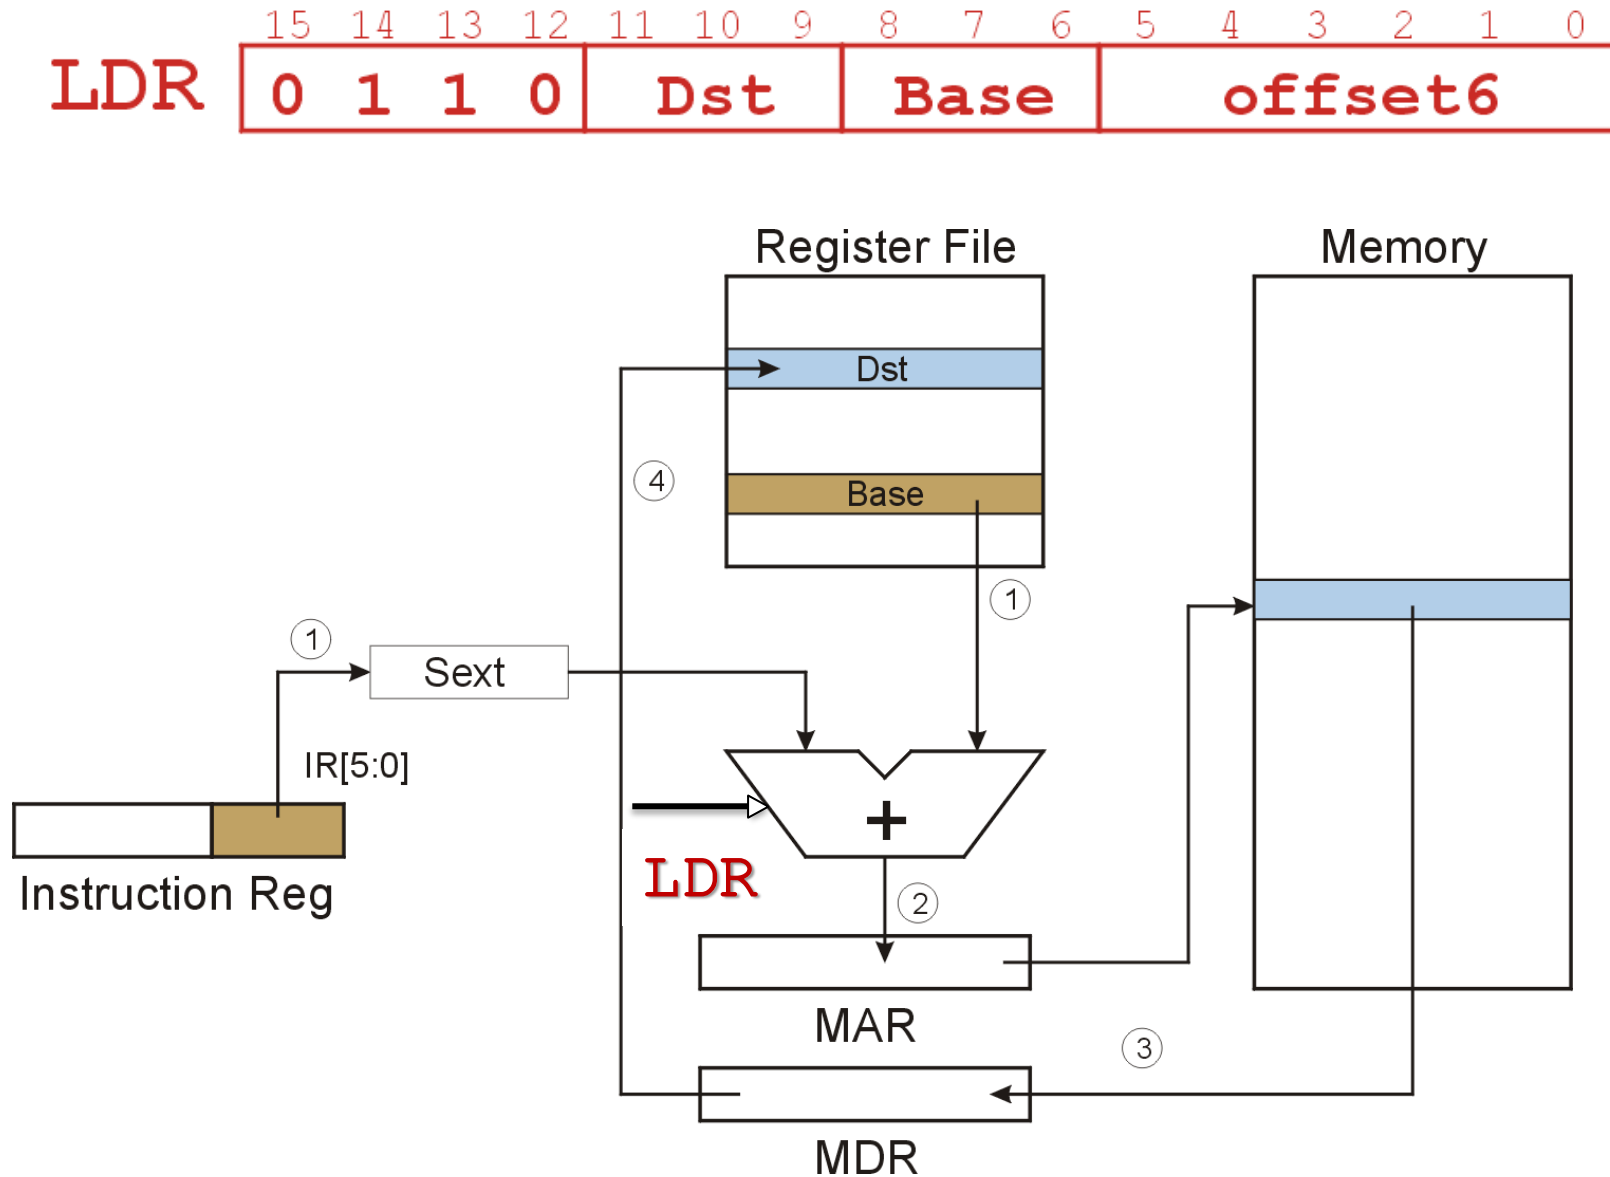 15 14 13 12 11 10 9 8 7 6 5 4 3 2 1 0
LDR 0 1 1 0 Dst Base offset6
Register File
Memory
Dst
4
Base
1
1
Sext
IR[5:0]
+
Instruction Reg
LDR
2
MAR
3
MDR